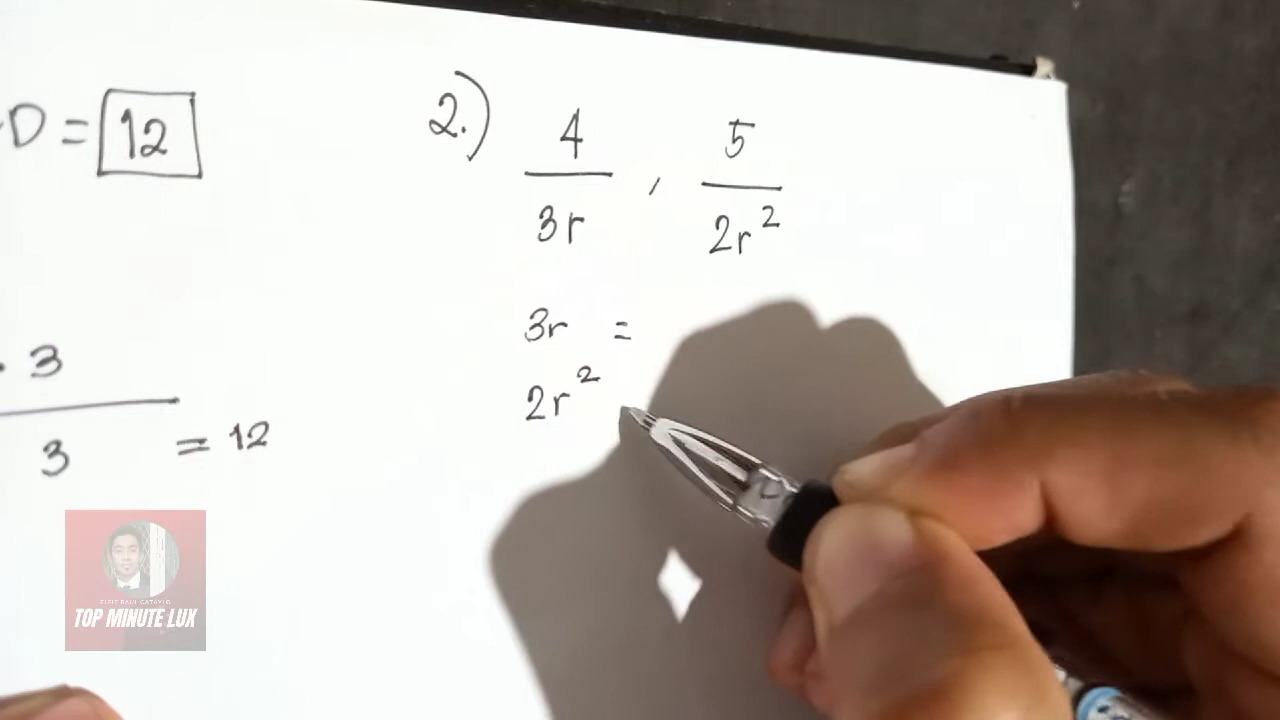 D = 12
2.) 4/3r , 5/2r²
3r =
2r²
· 3
3 = 12
TOP MINUTE LUX